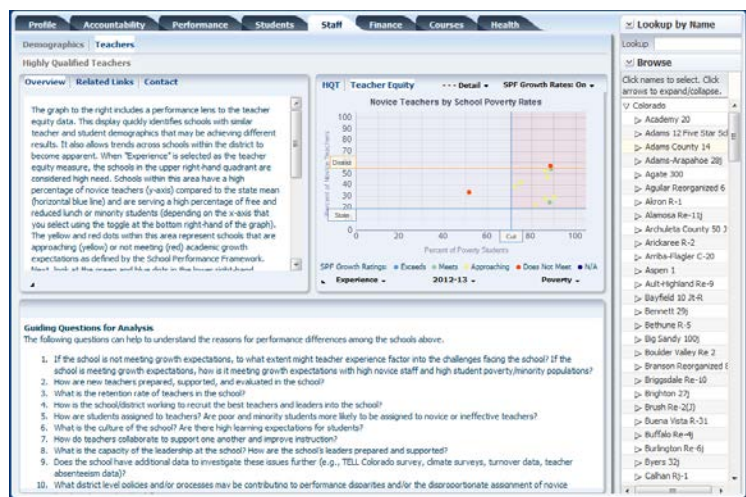 Profile
Accountability
Performance
Students
Staff
Finance
Courses
Health
Demographics | Teachers
Highly Qualified Teachers
Overview | Related Links | Contact
The graph to the right includes a performance lens to the teacher
equity data. This display quickly identifies schools with similar
teacher and student demographics that may be achieving different
results. It also allows trends across schools within the district to
become apparent. When "Experience" is selected as the teacher
equity measure, the schools in the upper right-hand quadrant are
considered high need. Schools within this area have a high
percentage of novice teachers (y-axis) compared to the state mean
(horizontal blue line) and are serving a high percentage of free and
reduced lunch or minority students (depending on the x-axis that
you select using the toggle at the bottom right-hand of the graph).
The yellow and red dots within this area represent schools that are
approaching (yellow) or not meeting (red) academic growth
expectations as defined by the School Performance Framework.
Next, look at the green and blue dots in the lower right-hand
HQT | Teacher Equity
--- Detail
SPF Growth Rates: On
Novice Teachers by School Poverty Rates
Percent of Novice Teachers
100
90
80
70
60
District
50
40
30
20
State
0
0 20 40 60 Cut 80 100
Percent of Poverty Students
SPF Growth Ratings: Exceeds Meets Approaching Does Not Meet N/A
Experience
2012-13
Poverty
Guiding Questions for Analysis
The following questions can help to understand the reasons for performance differences among the schools above.
1. If the school is not meeting growth expectations, to what extent might teacher experience factor into the challenges facing the school? If the
school is meeting growth expectations, how is it meeting growth expectations with high novice staff and high student poverty/minority populations?
2. How are new teachers prepared, supported, and evaluated in the school?
3. What is the retention rate of teachers in the school?
4. How is the school/district working to recruit the best teachers and leaders into the school?
5. How are students assigned to teachers? Are poor and minority students more likely to be assigned to novice or ineffective teachers?
6. What is the culture of the school? Are there high learning expectations for students?
7. How do teachers collaborate to support one another and improve instruction?
8. What is the capacity of the leadership at the school? How are the school's leaders prepared and supported?
9. Does the school have additional data to investigate these issues further (e.g., TELL Colorado survey, climate surveys, turnover data, teacher
absenteeism data)?
10. What district level policies and/or processes may be contributing to performance disparities and/or the disproportionate assignment of novice
Lookup by Name
Lookup
Browse
Click names to select. Click
arrows to expand/collapse.
Colorado
Academy 20
Adams 12 Five Star Sch
Adams County 14
Adams-Arapahoe 28j
Agate 300
Aguilar Reorganized 6
Akron R-1
Alamosa Re-11j
Archuleta County 50 J
Arickaree R-2
Arriba-Flagler C-20
Aspen 1
Ault-Highland Re-9
Bayfield 10 Jt-R
Bennett 29j
Bethune R-5
Big Sandy 100j
Boulder Valley Re 2
Branson Reorganized 8
Briggsdale Re-10
Brighton 27j
Brush Re-2(J)
Buena Vista R-31
Buffalo Re-4j
Burlington Re-6j
Byers 32j
Calhan Rj-1